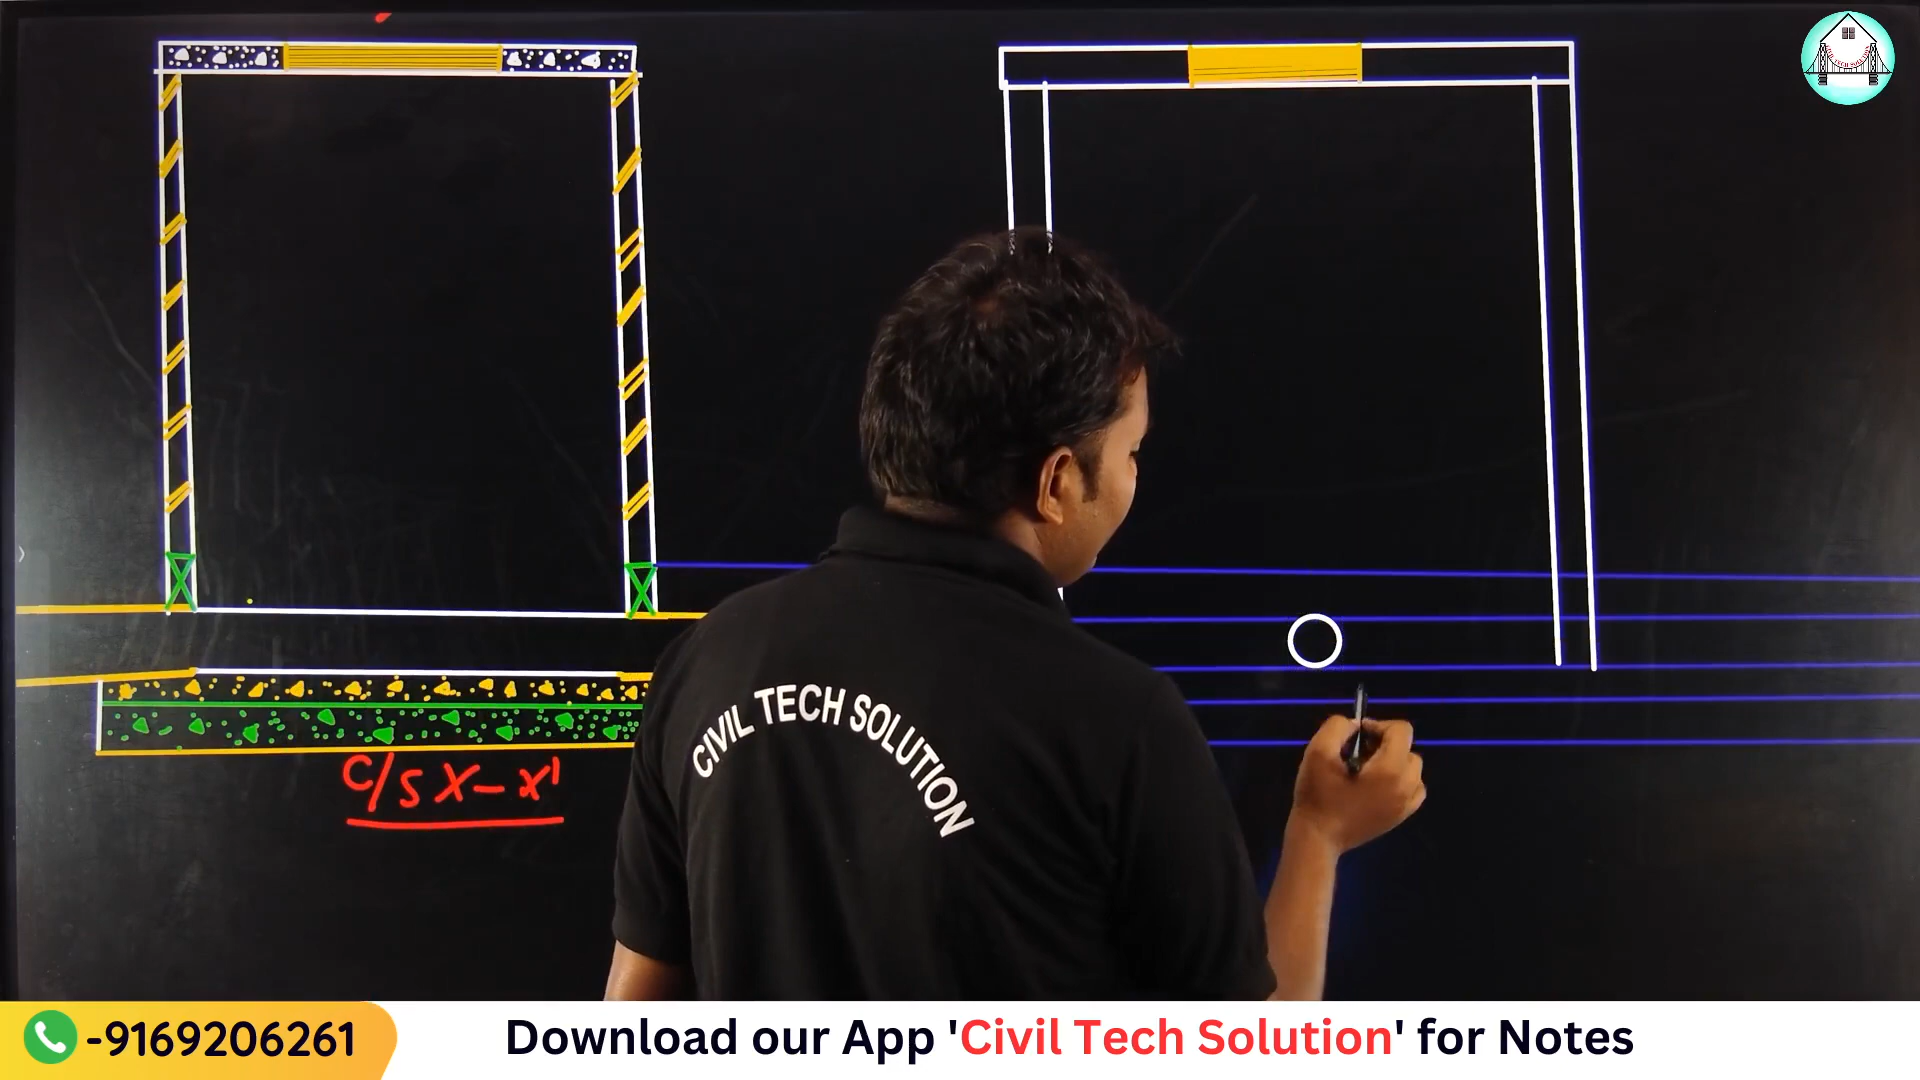 C/S X-X'
CIVIL TECH SOLUTION
-9169206261
Download our App 'Civil Tech Solution' for Notes